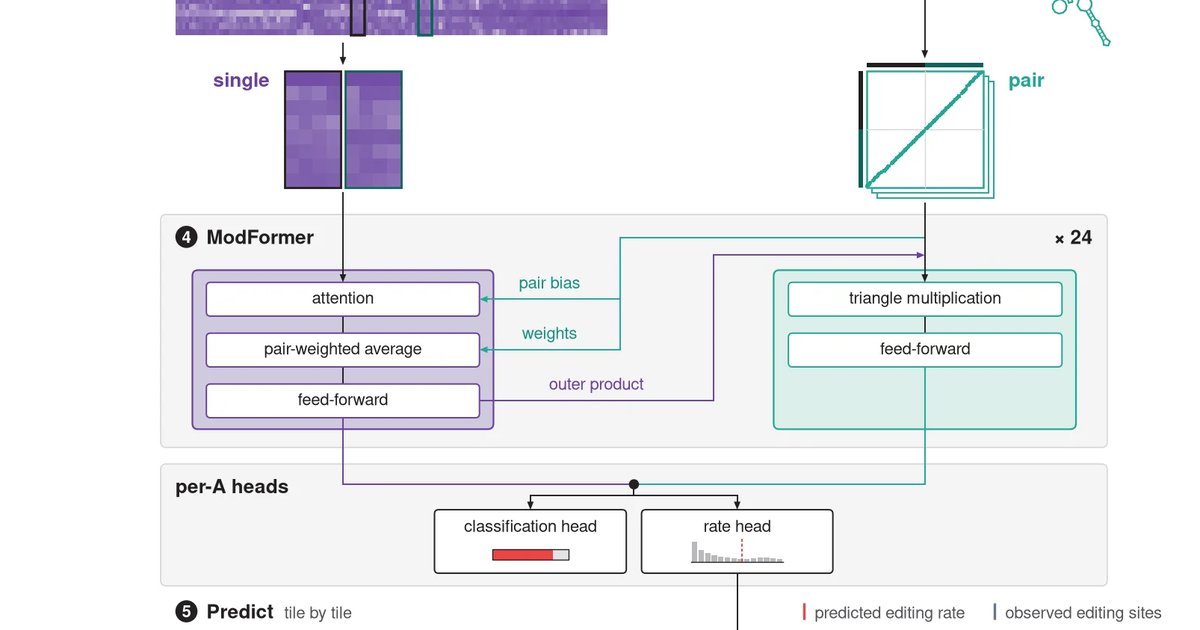 single
pair
4 ModFormer
× 24
attention
pair bias
triangle multiplication
pair-weighted average
weights
feed-forward
feed-forward
outer product
per-A heads
classification head
rate head
5 Predict tile by tile
predicted editing rate
observed editing sites